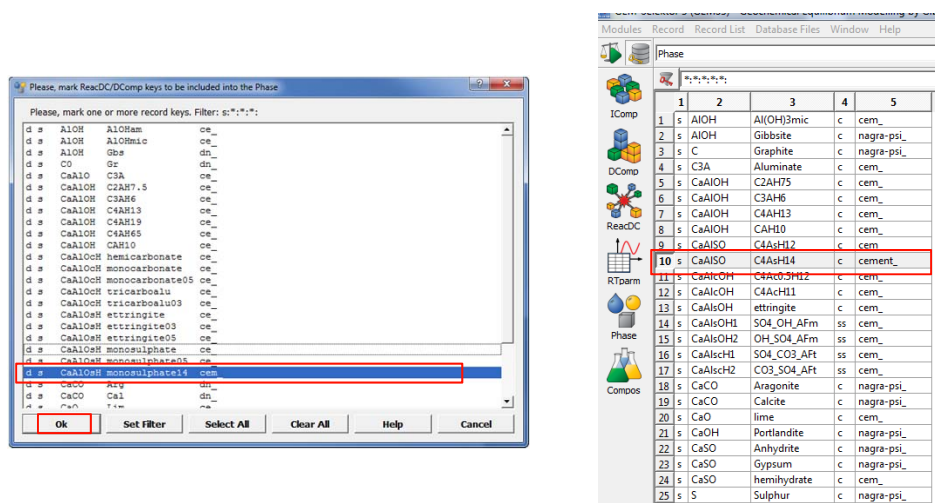 Please, mark ReacDC/DComp keys to be included into the Phase
Please, mark one or more record keys. Filter: s:*:*:*:
d s AlOH AlOHam ce_
d s AlOH AlOHmic ce_
d s AlOH Gbs dn_
d s C0 Gr dn_
d s CaAlO C3A ce_
d s CaAlOH C2AH7.5 ce_
d s CaAlOH C3AH6 ce_
d s CaAlOH C4AH13 ce_
d s CaAlOH C4AH19 ce_
d s CaAlOH C4AH65 ce_
d s CaAlOH CAH10 ce_
d s CaAlOcH hemicarbonate ce_
d s CaAlOcH monocarbonate ce_
d s CaAlOcH monocarbonate05 ce_
d s CaAlOcH tricarboalu ce_
d s CaAlOcH tricarboalu03 ce_
d s CaAlOsH ettringite ce_
d s CaAlOsH ettringite03 ce_
d s CaAlOsH ettringite05 ce_
d s CaAlOsH monosulphate ce_
d s CaAlOsH monosulphate05 ce_
d s CaAlOsH monosulphate14 cem_
d s CaCO Arg dn_
d s CaCO Cal dn_
d s CaO
Ok Set Filter Select All Clear All Help Cancel
Modules Record Record List Database Files Window Help
Phase
*:*:*:*:*:
IComp
DComp
ReacDC
RTparm
Phase
Compos
1 2 3 4 5
1 s AlOH Al(OH)3mic c cem_
2 s AlOH Gibbsite c nagra-psi_
3 s C Graphite c nagra-psi_
4 s C3A Aluminate c cem_
5 s CaAlOH C2AH75 c cem_
6 s CaAlOH C3AH6 c cem_
7 s CaAlOH C4AH13 c cem_
8 s CaAlOH CAH10 c cem_
9 s CaAlSO C4AsH12 c cem
10 s CaAlSO C4AsH14 c cement_
11 s CaAlcOH C4Ac0.5H12 c cem_
12 s CaAlcOH C4AcH11 c cem_
13 s CaAlsOH ettringite c cem_
14 s CaAlsOH1 SO4_OH_AFm ss cem_
15 s CaAlsOH2 OH_SO4_AFm ss cem_
16 s CaAlscH1 SO4_CO3_AFt ss cem_
17 s CaAlscH2 CO3_SO4_AFt ss cem_
18 s CaCO Aragonite c nagra-psi_
19 s CaCO Calcite c nagra-psi_
20 s CaO lime c cem_
21 s CaOH Portlandite c nagra-psi_
22 s CaSO Anhydrite c nagra-psi_
23 s CaSO Gypsum c nagra-psi_
24 s CaSO hemihydrate c cem_
25 s S Sulphur c nagra-psi_